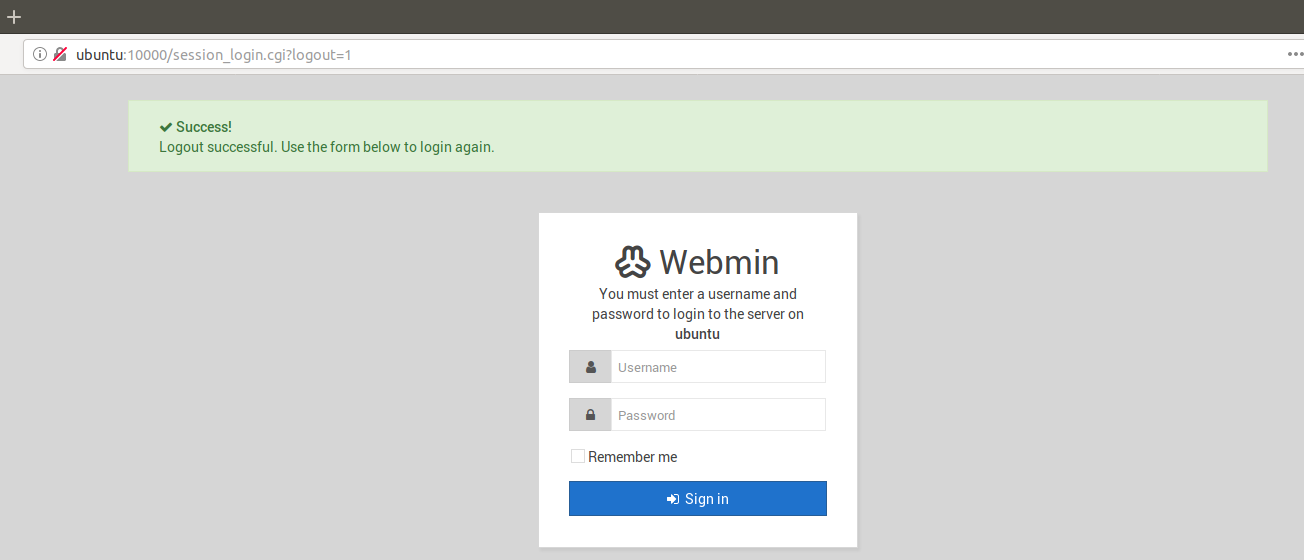 ubuntu:10000/session_login.cgi?logout=1
Success!
Logout successful. Use the form below to login again.
Webmin
You must enter a username and
password to login to the server on
ubuntu
Username
Password
Remember me
Sign in